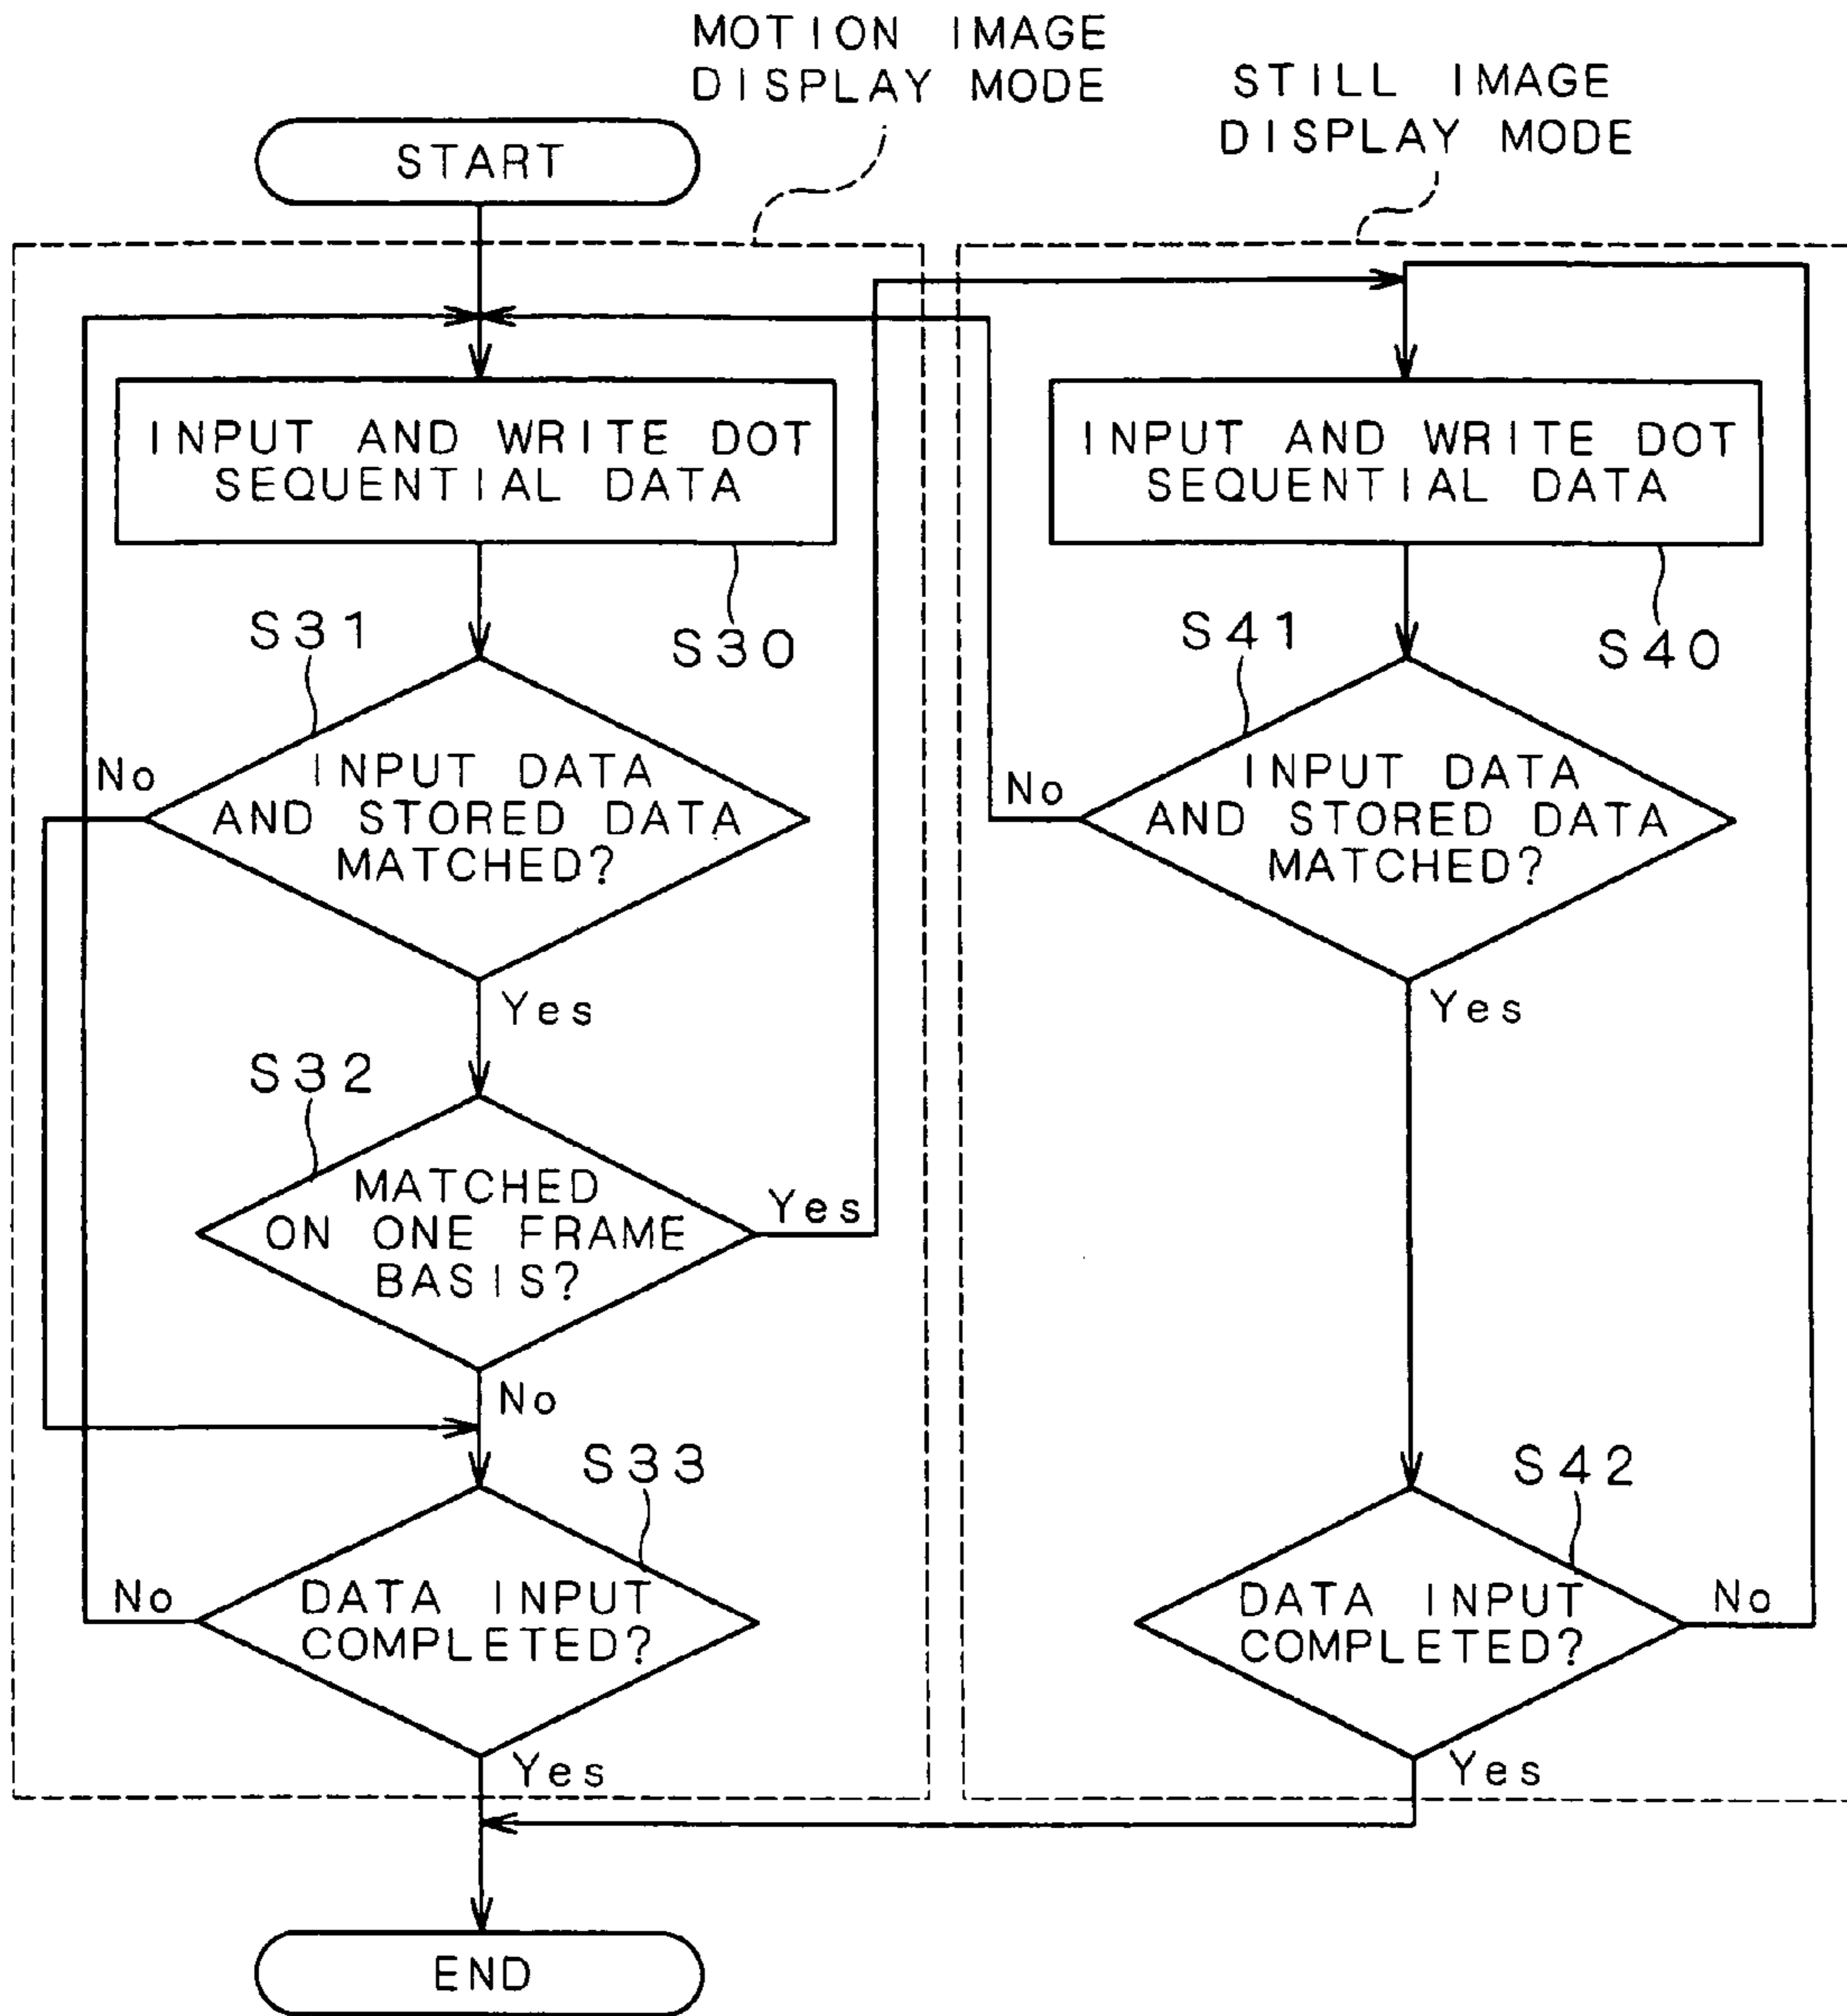 MOTION IMAGE
DISPLAY MODE
STILL IMAGE
DISPLAY MODE
START
INPUT AND WRITE DOT
SEQUENTIAL DATA
S30
S31
INPUT DATA
AND STORED DATA
MATCHED?
No
Yes
S32
MATCHED
ON ONE FRAME
BASIS?
Yes
No
S33
DATA INPUT
COMPLETED?
No
Yes
INPUT AND WRITE DOT
SEQUENTIAL DATA
S40
S41
INPUT DATA
AND STORED DATA
MATCHED?
No
Yes
S42
DATA INPUT
COMPLETED?
No
Yes
END